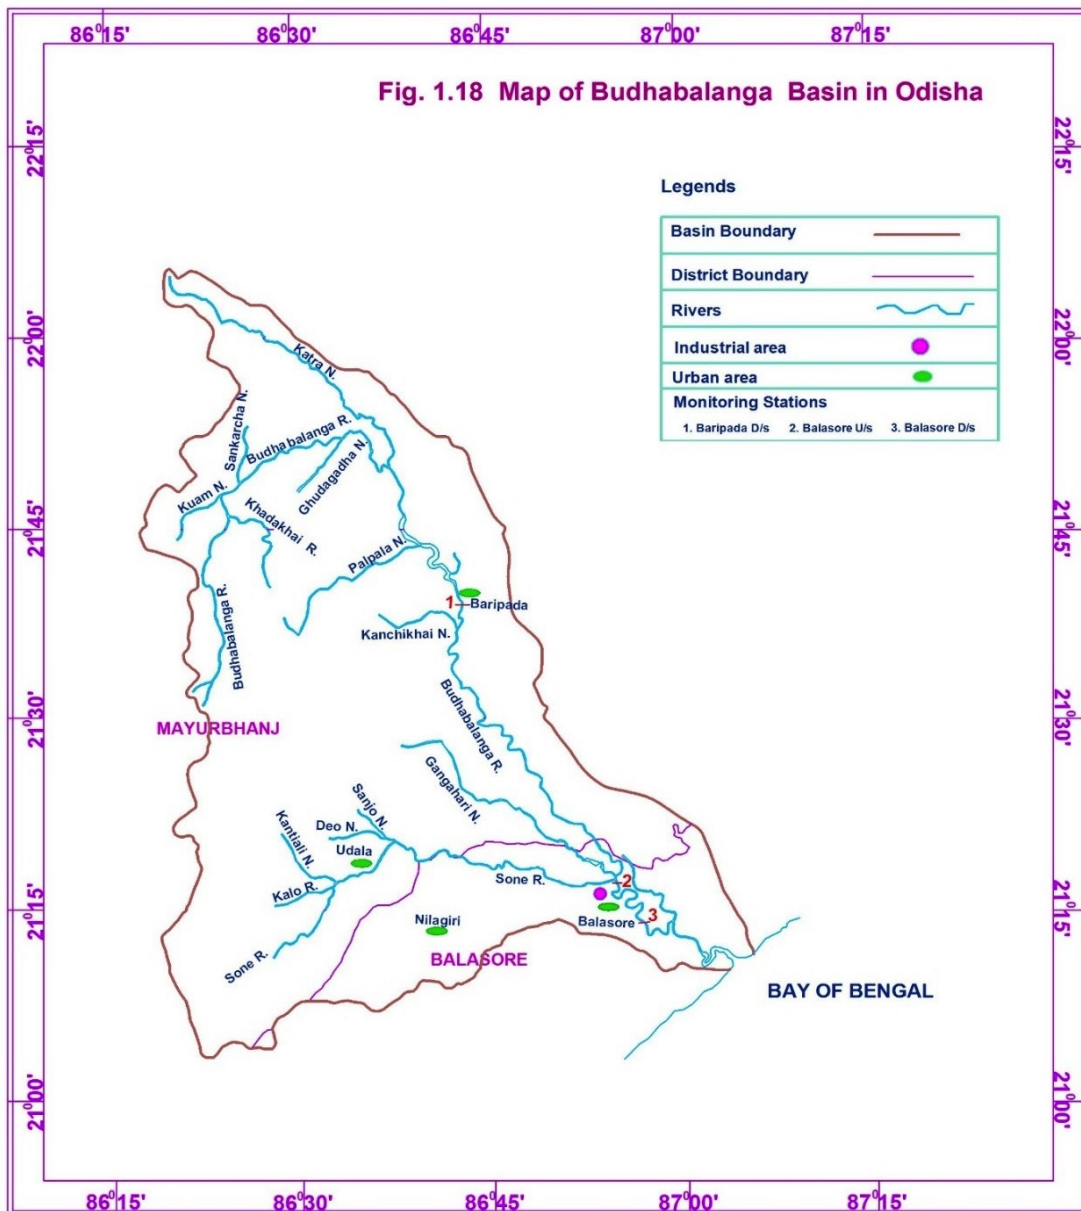 86°15'
86°30'
86°45'
87°00'
87°15'
Fig. 1.18 Map of Budhabalanga Basin in Odisha
22°15'
22°15'
Legends
Basin Boundary
District Boundary
Rivers
Industrial area
Urban area
Monitoring Stations
1. Baripada D/s 2. Balasore U/s 3. Balasore D/s
22°00'
22°00'
Katra N.
Sankarcha N.
Budhabalanga R.
Ghudagadha N.
Kuam N.
Khadakhai R.
21°45'
21°45'
Palpala N.
1
Baripada
Kanchikhai N.
Budhabalanga R.
Budhabalanga R.
21°30'
21°30'
MAYURBHANJ
Gangahari N.
Sanjo N.
Deo N.
Kantiali N.
Udala
Kalo R.
Sone R.
2
21°15'
21°15'
Nilagiri
Balasore
3
Sone R.
BALASORE
BAY OF BENGAL
21°00'
21°00'
86°15'
86°30'
86°45'
87°00'
87°15'